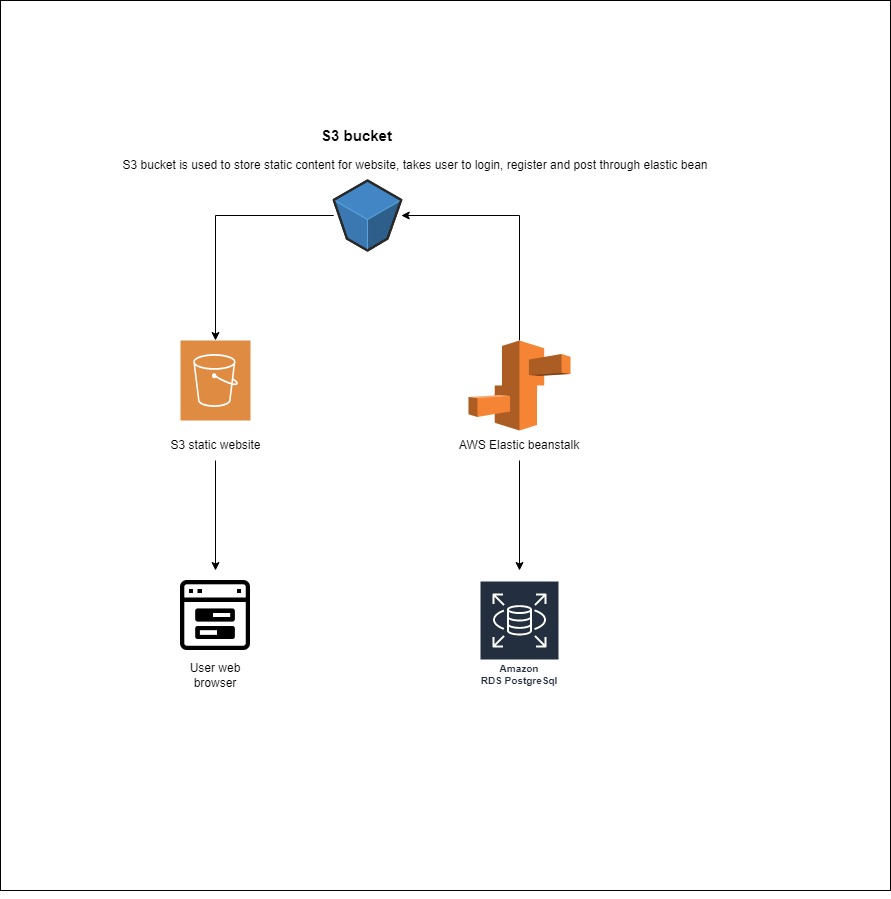 S3 bucket
S3 bucket is used to store static content for website, takes user to login, register and post through elastic bean
S3 static website
AWS Elastic beanstalk
User web
browser
Amazon
RDS PostgreSql